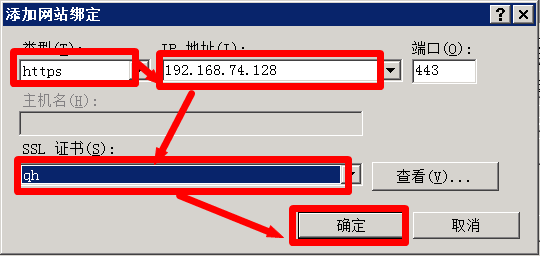 添加网站绑定
类型(T): IP 地址(I): 端口(O):
https 192.168.74.128 443
主机名(H):
SSL 证书(S):
qh 查看(V)...
确定 取消